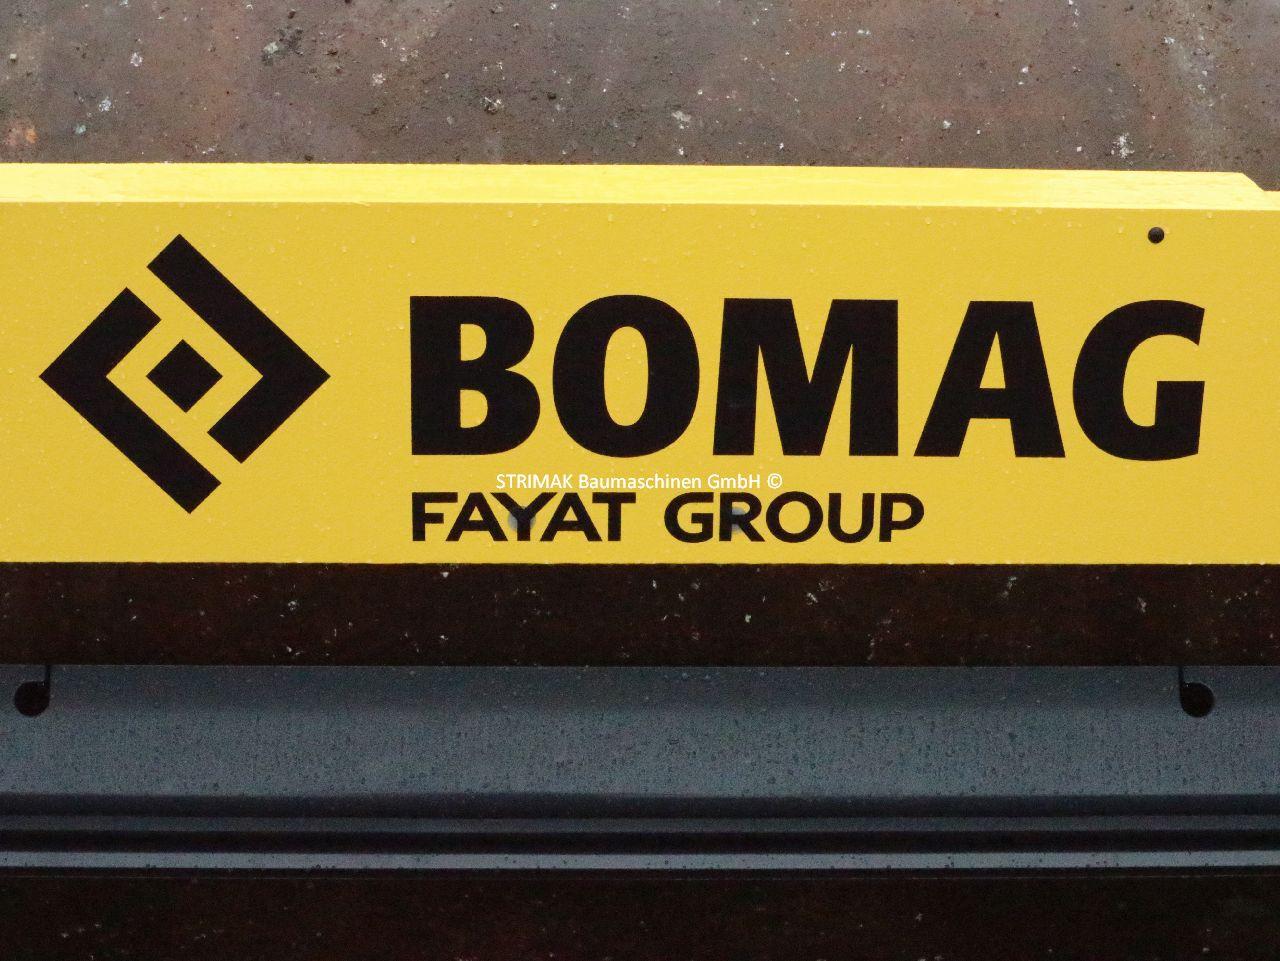 BOMAG
STRIMAK Baumaschinen GmbH ©
FAYAT GROUP